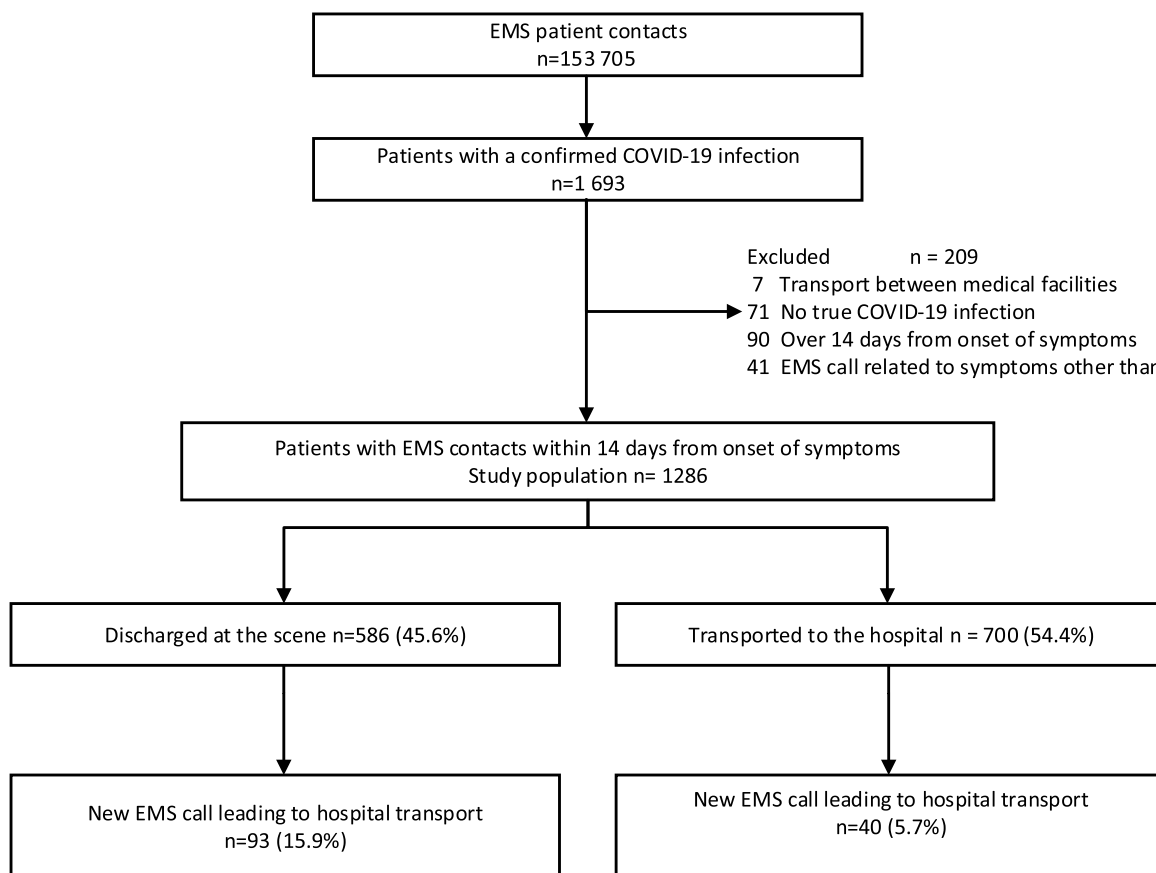 EMS patient contacts
n=153 705
Patients with a confirmed COVID-19 infection
n=1 693
Excluded n = 209
7 Transport between medical facilities
71 No true COVID-19 infection
90 Over 14 days from onset of symptoms
41 EMS call related to symptoms other than
Patients with EMS contacts within 14 days from onset of symptoms
Study population n= 1286
Discharged at the scene n=586 (45.6%)
Transported to the hospital n = 700 (54.4%)
New EMS call leading to hospital transport
n=93 (15.9%)
New EMS call leading to hospital transport
n=40 (5.7%)